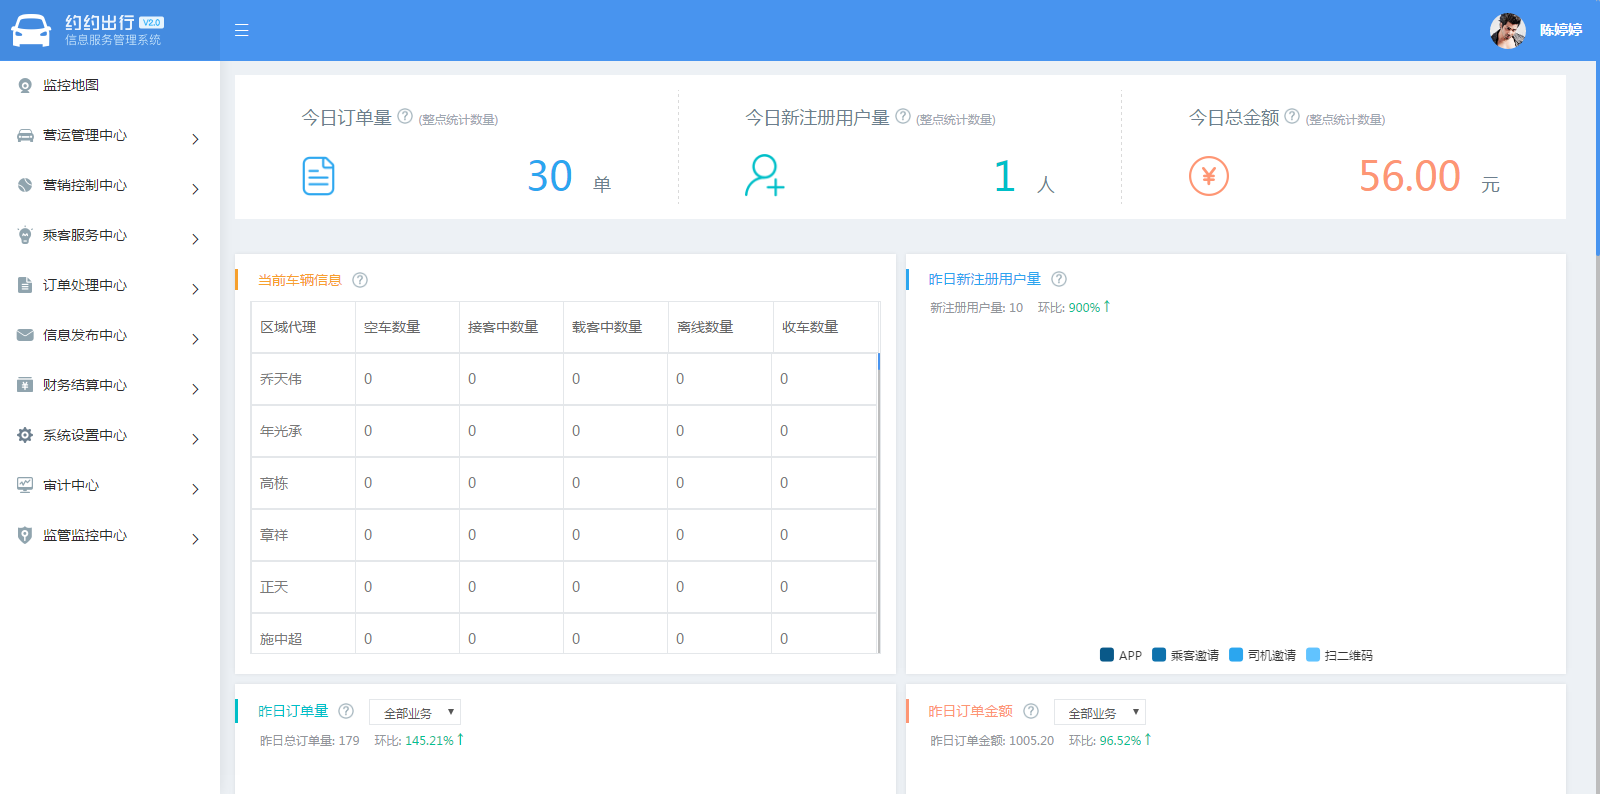 约约出行 V2.0
信息服务管理系统
陈婷婷
监控地图
营运管理中心
营销控制中心
乘客服务中心
订单处理中心
信息发布中心
财务结算中心
系统设置中心
审计中心
监管监控中心
今日订单量 ? (整点统计数量)
30 单
今日新注册用户量 ? (整点统计数量)
1 人
今日总金额 ? (整点统计数量)
¥ 56.00 元
当前车辆信息 ?
区域代理 空车数量 接客中数量 载客中数量 离线数量 收车数量
乔天伟 0 0 0 0 0
年光承 0 0 0 0 0
高栋 0 0 0 0 0
章祥 0 0 0 0 0
正天 0 0 0 0 0
施中超 0 0 0 0 0
昨日新注册用户量 ?
新注册用户量: 10 环比: 900%↑
APP 乘客邀请 司机邀请 扫二维码
昨日订单量 ? 全部业务 ▼
昨日总订单量: 179 环比: 145.21%↑
昨日订单金额 ? 全部业务 ▼
昨日订单金额: 1005.20 环比: 96.52%↑